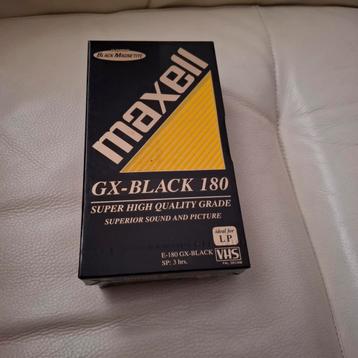 BLACK MAGNETITE
maxell
GX-BLACK 180
SUPER HIGH QUALITY GRADE
SUPERIOR SOUND AND PICTURE
ideal for
LP
E-180 GX-BLACK
SP: 3 hrs.
VHS